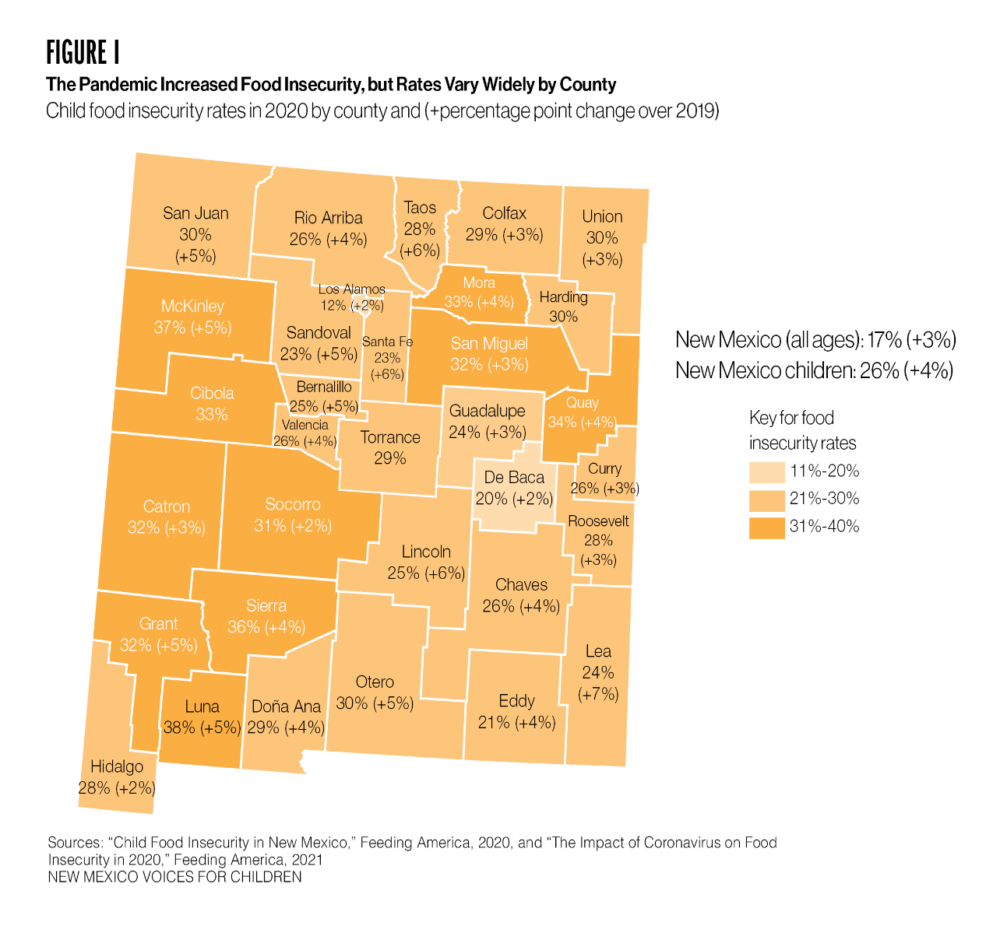 FIGURE I
The Pandemic Increased Food Insecurity, but Rates Vary Widely by County
Child food insecurity rates in 2020 by county and (+percentage point change over 2019)
San Juan
30%
(+5%)
Rio Arriba
26% (+4%)
Taos
28%
(+6%)
Colfax
29% (+3%)
Union
30%
(+3%)
McKinley
37% (+5%)
Los Alamos
12% (+2%)
Mora
33% (+4%)
Harding
30%
Sandoval
23% (+5%)
Santa Fe
23%
(+6%)
San Miguel
32% (+3%)
New Mexico (all ages): 17% (+3%)
New Mexico children: 26% (+4%)
Cibola
33%
Bernalillo
25% (+5%)
Valencia
26% (+4%)
Torrance
29%
Guadalupe
24% (+3%)
Quay
34% (+4%)
Key for food
insecurity rates
11%-20%
21%-30%
31%-40%
De Baca
20% (+2%)
Curry
26% (+3%)
Catron
32% (+3%)
Socorro
31% (+2%)
Roosevelt
28%
(+3%)
Lincoln
25% (+6%)
Chaves
26% (+4%)
Grant
32% (+5%)
Sierra
36% (+4%)
Lea
24%
(+7%)
Luna
38% (+5%)
Doña Ana
29% (+4%)
Otero
30% (+5%)
Eddy
21% (+4%)
Hidalgo
28% (+2%)
Sources: “Child Food Insecurity in New Mexico,” Feeding America, 2020, and “The Impact of Coronavirus on Food
Insecurity in 2020,” Feeding America, 2021
NEW MEXICO VOICES FOR CHILDREN